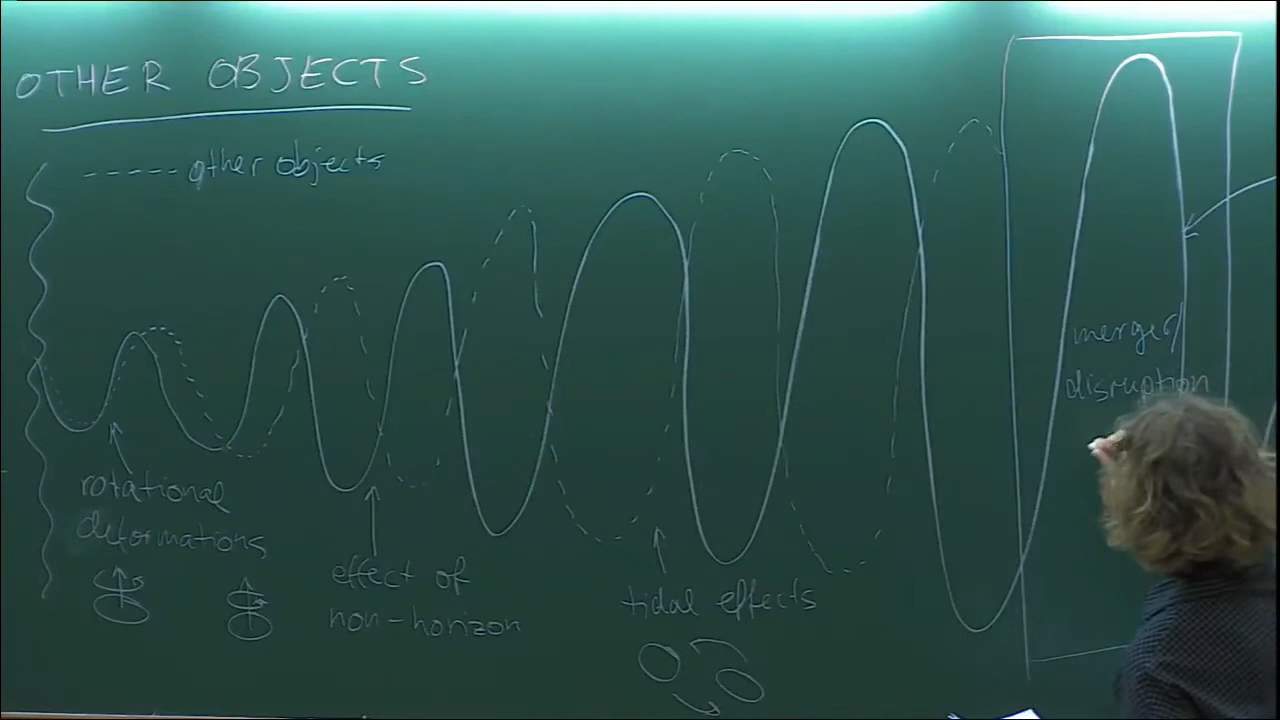 OTHER OBJECTS
----- other objects
merger/
disruption
rotational
deformations
effect of
non-horizon
tidal effects